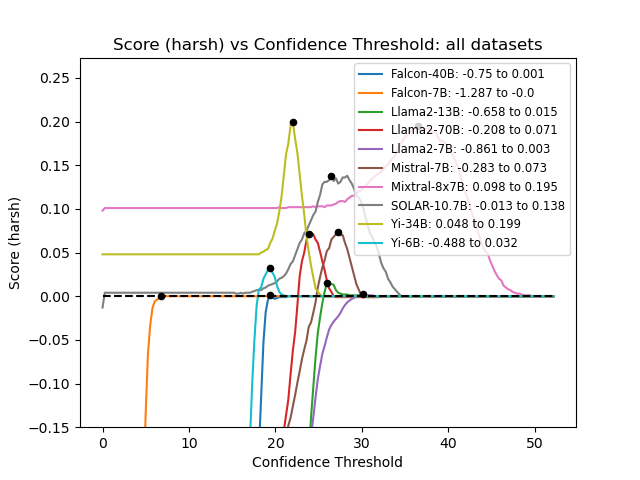 Score (harsh) vs Confidence Threshold: all datasets
Score (harsh)
0.25
0.20
0.15
0.10
0.05
0.00
−0.05
−0.10
−0.15
Falcon-40B: -0.75 to 0.001
Falcon-7B: -1.287 to -0.0
Llama2-13B: -0.658 to 0.015
Llama2-70B: -0.208 to 0.071
Llama2-7B: -0.861 to 0.003
Mistral-7B: -0.283 to 0.073
Mixtral-8x7B: 0.098 to 0.195
SOLAR-10.7B: -0.013 to 0.138
Yi-34B: 0.048 to 0.199
Yi-6B: -0.488 to 0.032
0
10
20
30
40
50
Confidence Threshold